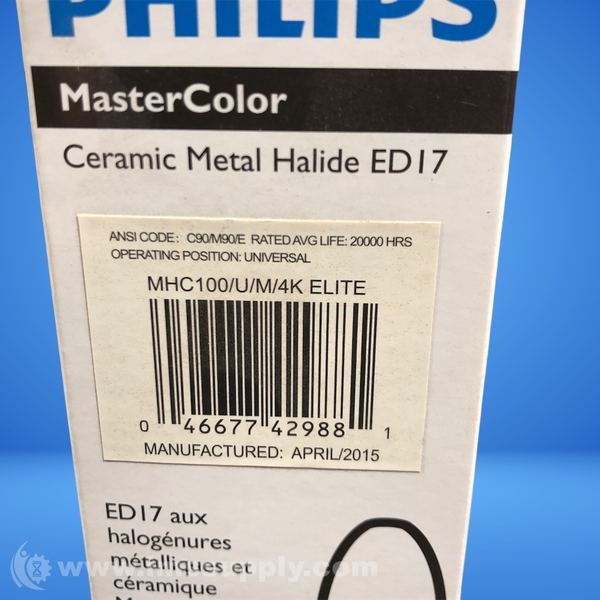 PHILIPS
MasterColor
Ceramic Metal Halide ED17
ANSI CODE: C90/M90/E RATED AVG LIFE: 20000 HRS
OPERATING POSITION: UNIVERSAL
MHC100/U/M/4K ELITE
0 46677 42988 1
MANUFACTURED: APRIL/2015
ED17 aux
halogénures
métalliques et
céramique